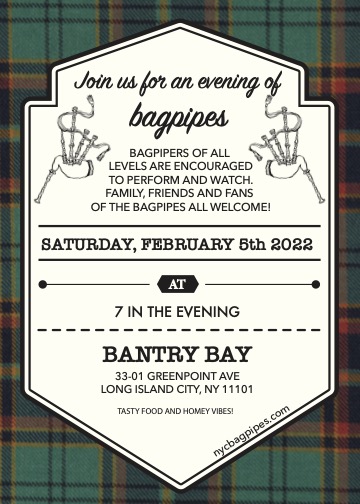 Join us for an evening of
bagpipes
BAGPIPERS OF ALL
LEVELS ARE ENCOURAGED
TO PERFORM AND WATCH.
FAMILY, FRIENDS AND FANS
OF THE BAGPIPES ALL WELCOME!
SATURDAY, FEBRUARY 5th 2022
AT
7 IN THE EVENING
BANTRY BAY
33-01 GREENPOINT AVE
LONG ISLAND CITY, NY 11101
TASTY FOOD AND HOMEY VIBES!
nycbagpipes.com